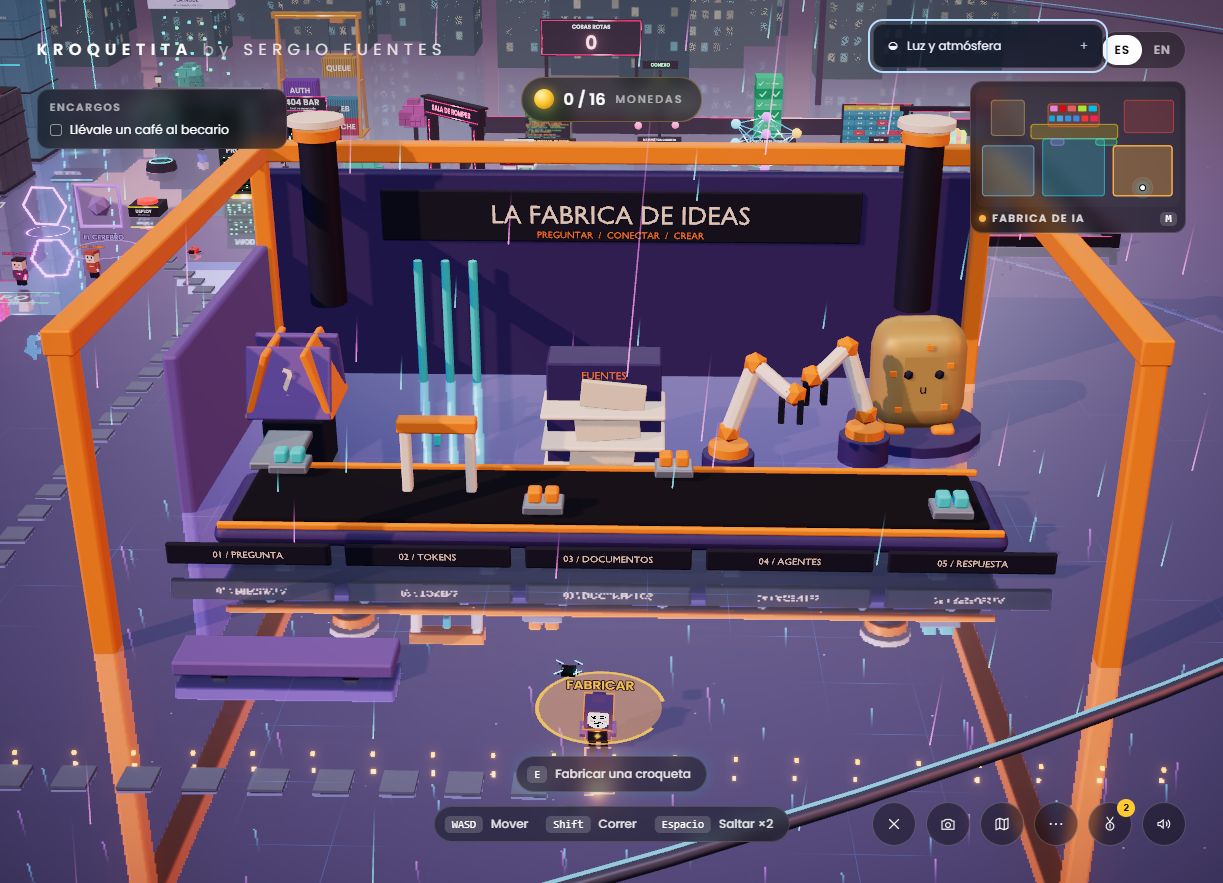 KROQUETITA by SERGIO FUENTES
COSAS ROTAS
0
Luz y atmósfera +
ES EN
QUEUE
AUTH
404 BAR
SALA DE ROMPER
ENCARGOS
Llévale un café al becario
0 / 16 MONEDAS
FABRICA DE IA M
EL CEREBRO
DEPLOY
LA FABRICA DE IDEAS
PREGUNTAR / CONECTAR / CREAR
?
FUENTES
01 / PREGUNTA
02 / TOKENS
03 / DOCUMENTOS
04 / AGENTES
05 / RESPUESTA
FABRICAR
E Fabricar una croqueta
WASD Mover Shift Correr Espacio Saltar ×2
2